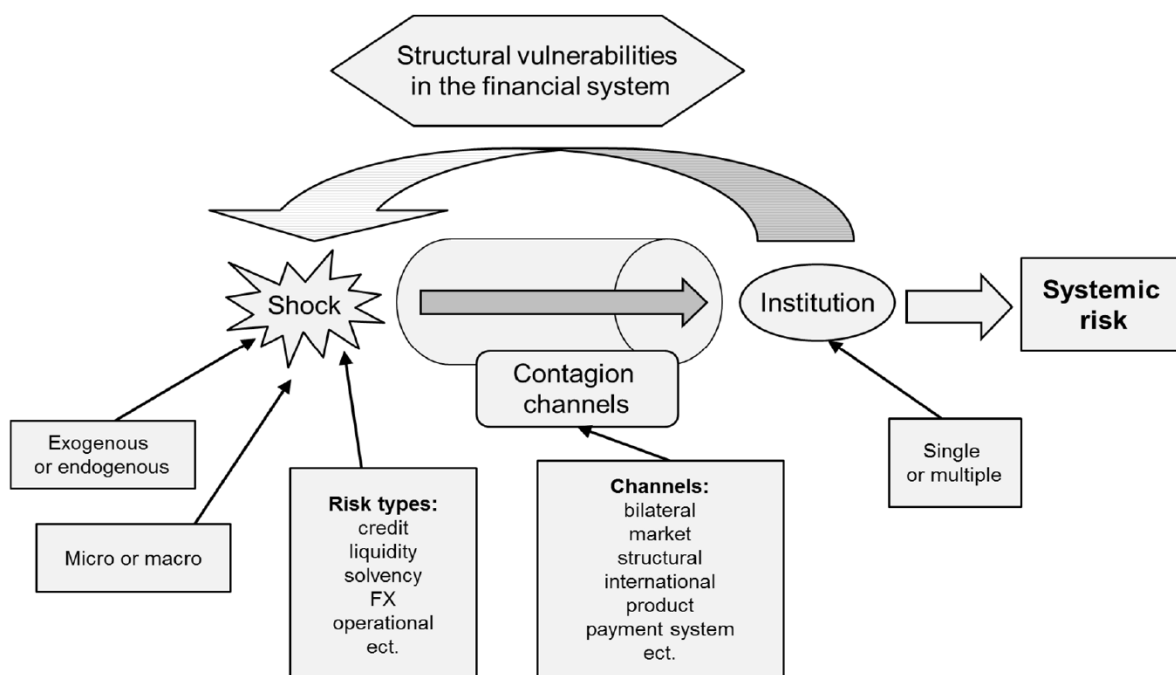 Structural vulnerabilities
in the financial system
Shock
Institution
Systemic
risk
Contagion
channels
Exogenous
or endogenous
Micro or macro
Risk types:
credit
liquidity
solvency
FX
operational
ect.
Channels:
bilateral
market
structural
international
product
payment system
ect.
Single
or multiple